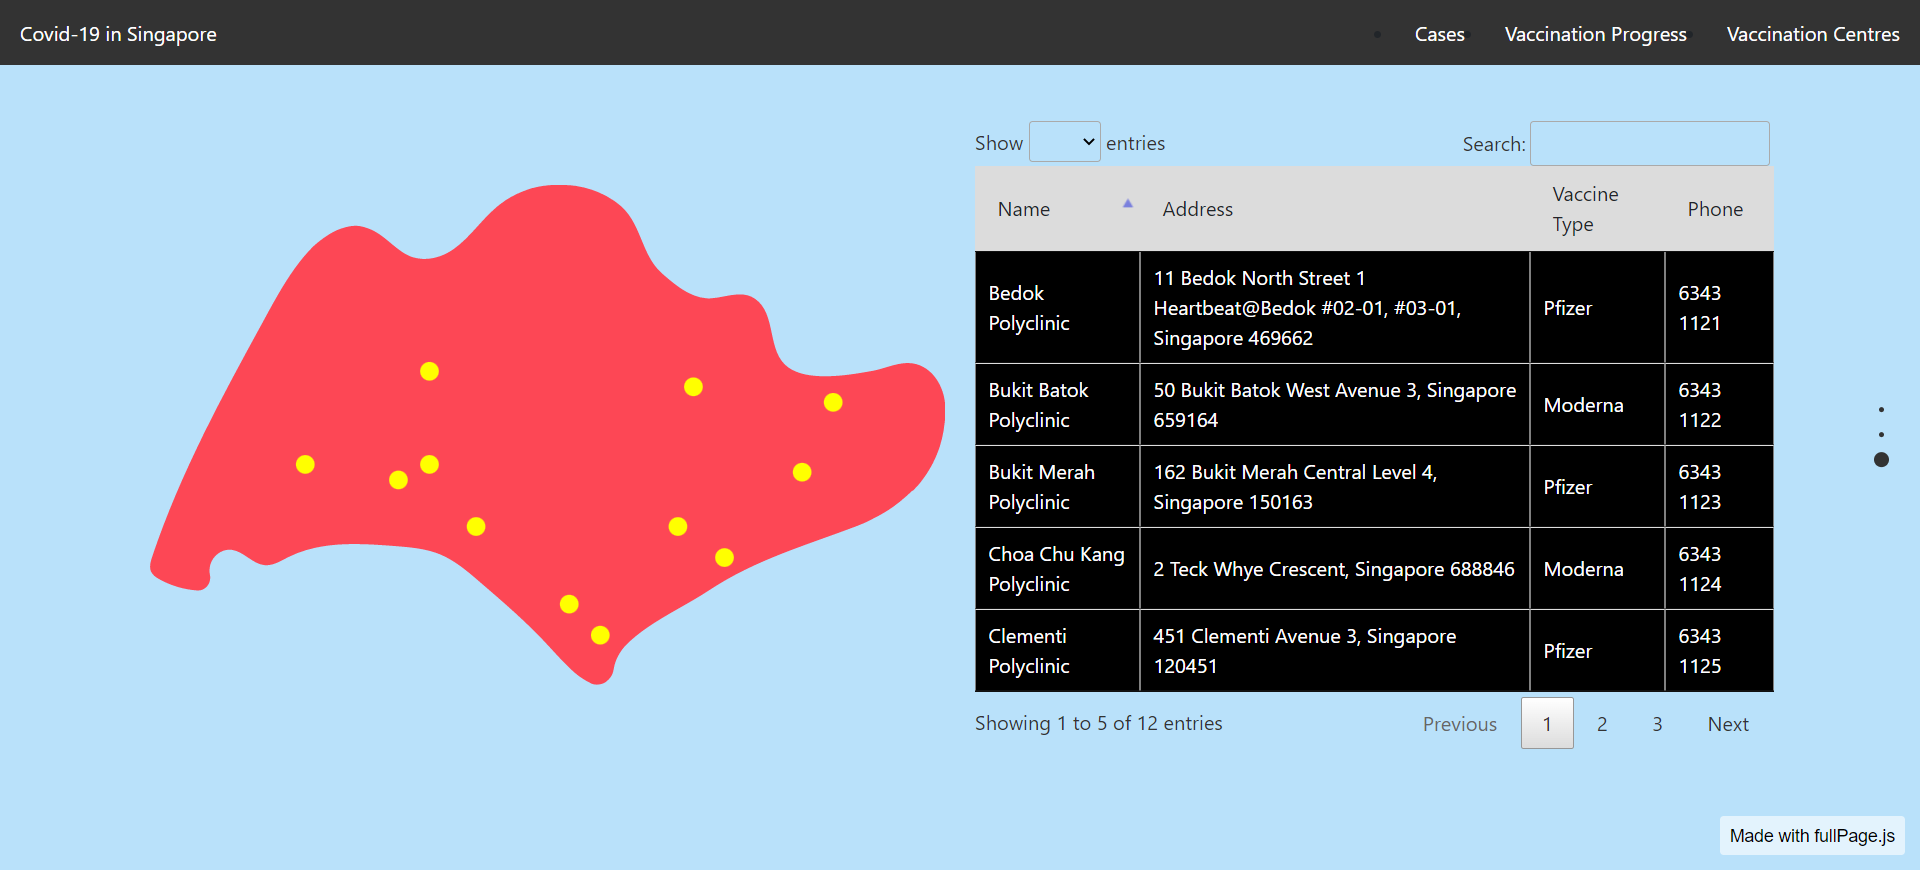 Covid-19 in Singapore
Cases
Vaccination Progress
Vaccination Centres
Show entries
Search:
Name
Address
Vaccine
Type
Phone
Bedok
Polyclinic
11 Bedok North Street 1
Heartbeat@Bedok #02-01, #03-01,
Singapore 469662
Pfizer
6343
1121
Bukit Batok
Polyclinic
50 Bukit Batok West Avenue 3, Singapore
659164
Moderna
6343
1122
Bukit Merah
Polyclinic
162 Bukit Merah Central Level 4,
Singapore 150163
Pfizer
6343
1123
Choa Chu Kang
Polyclinic
2 Teck Whye Crescent, Singapore 688846
Moderna
6343
1124
Clementi
Polyclinic
451 Clementi Avenue 3, Singapore
120451
Pfizer
6343
1125
Showing 1 to 5 of 12 entries
Previous 1 2 3 Next
Made with fullPage.js